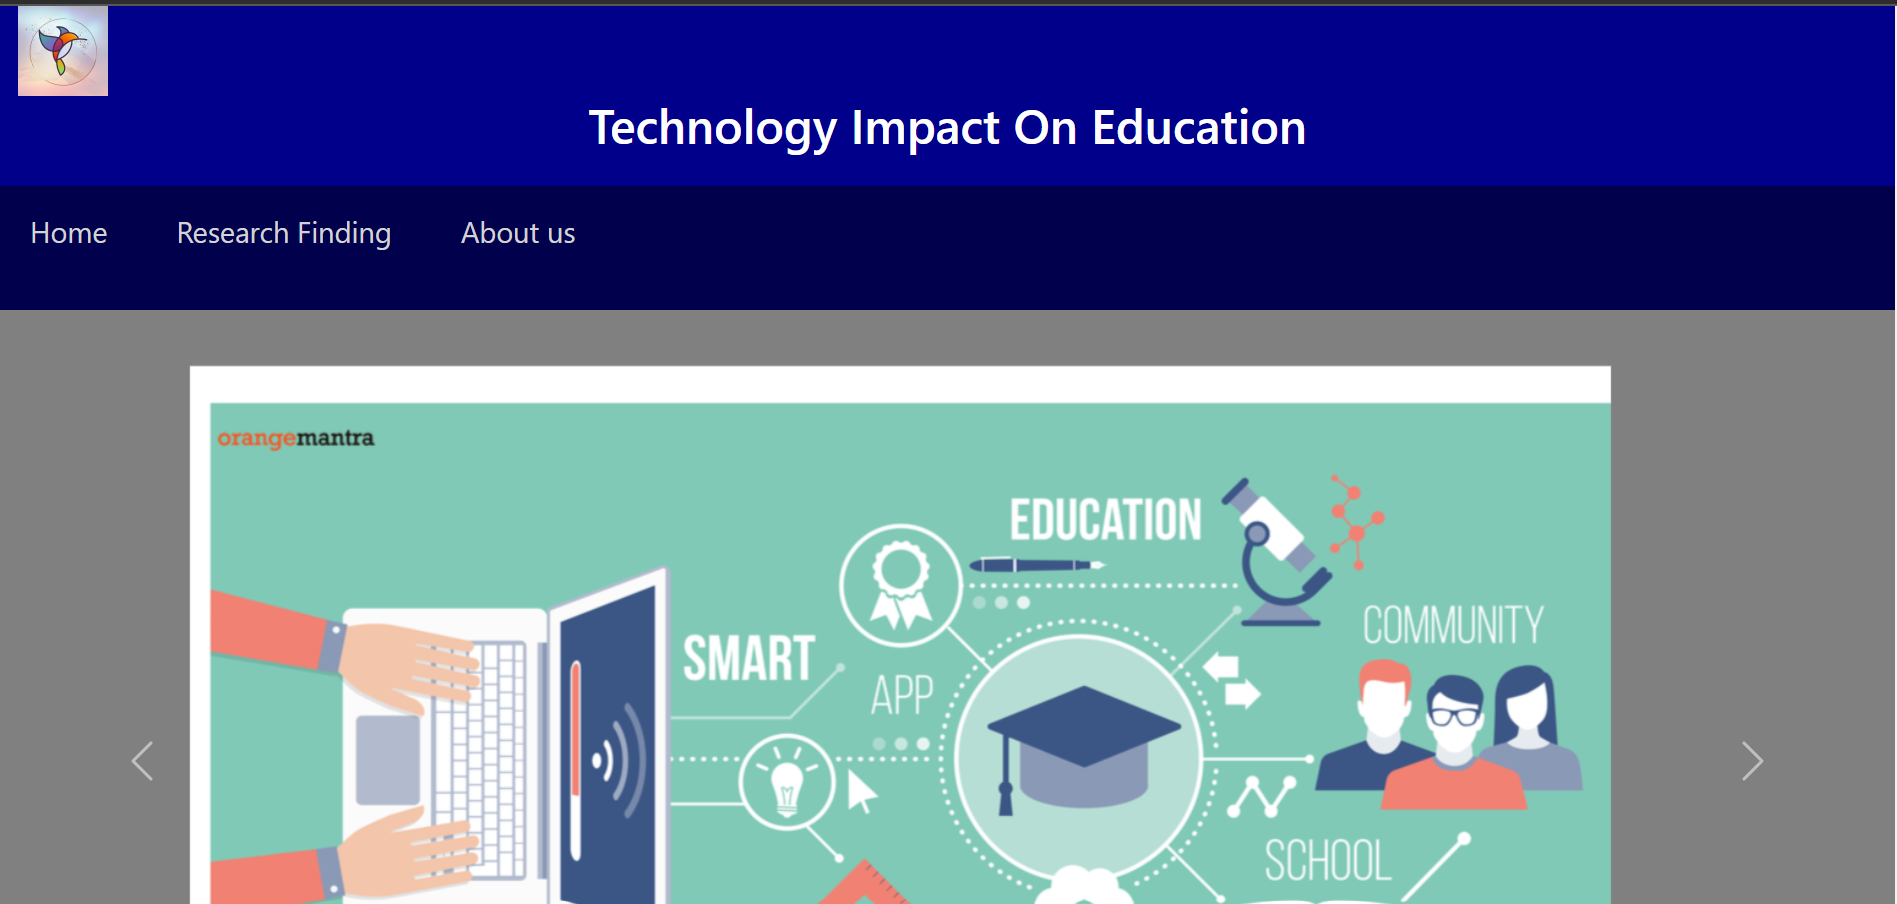 Technology Impact On Education
Home Research Finding About us
orangemantra
EDUCATION
COMMUNITY
SMART
APP
SCHOOL